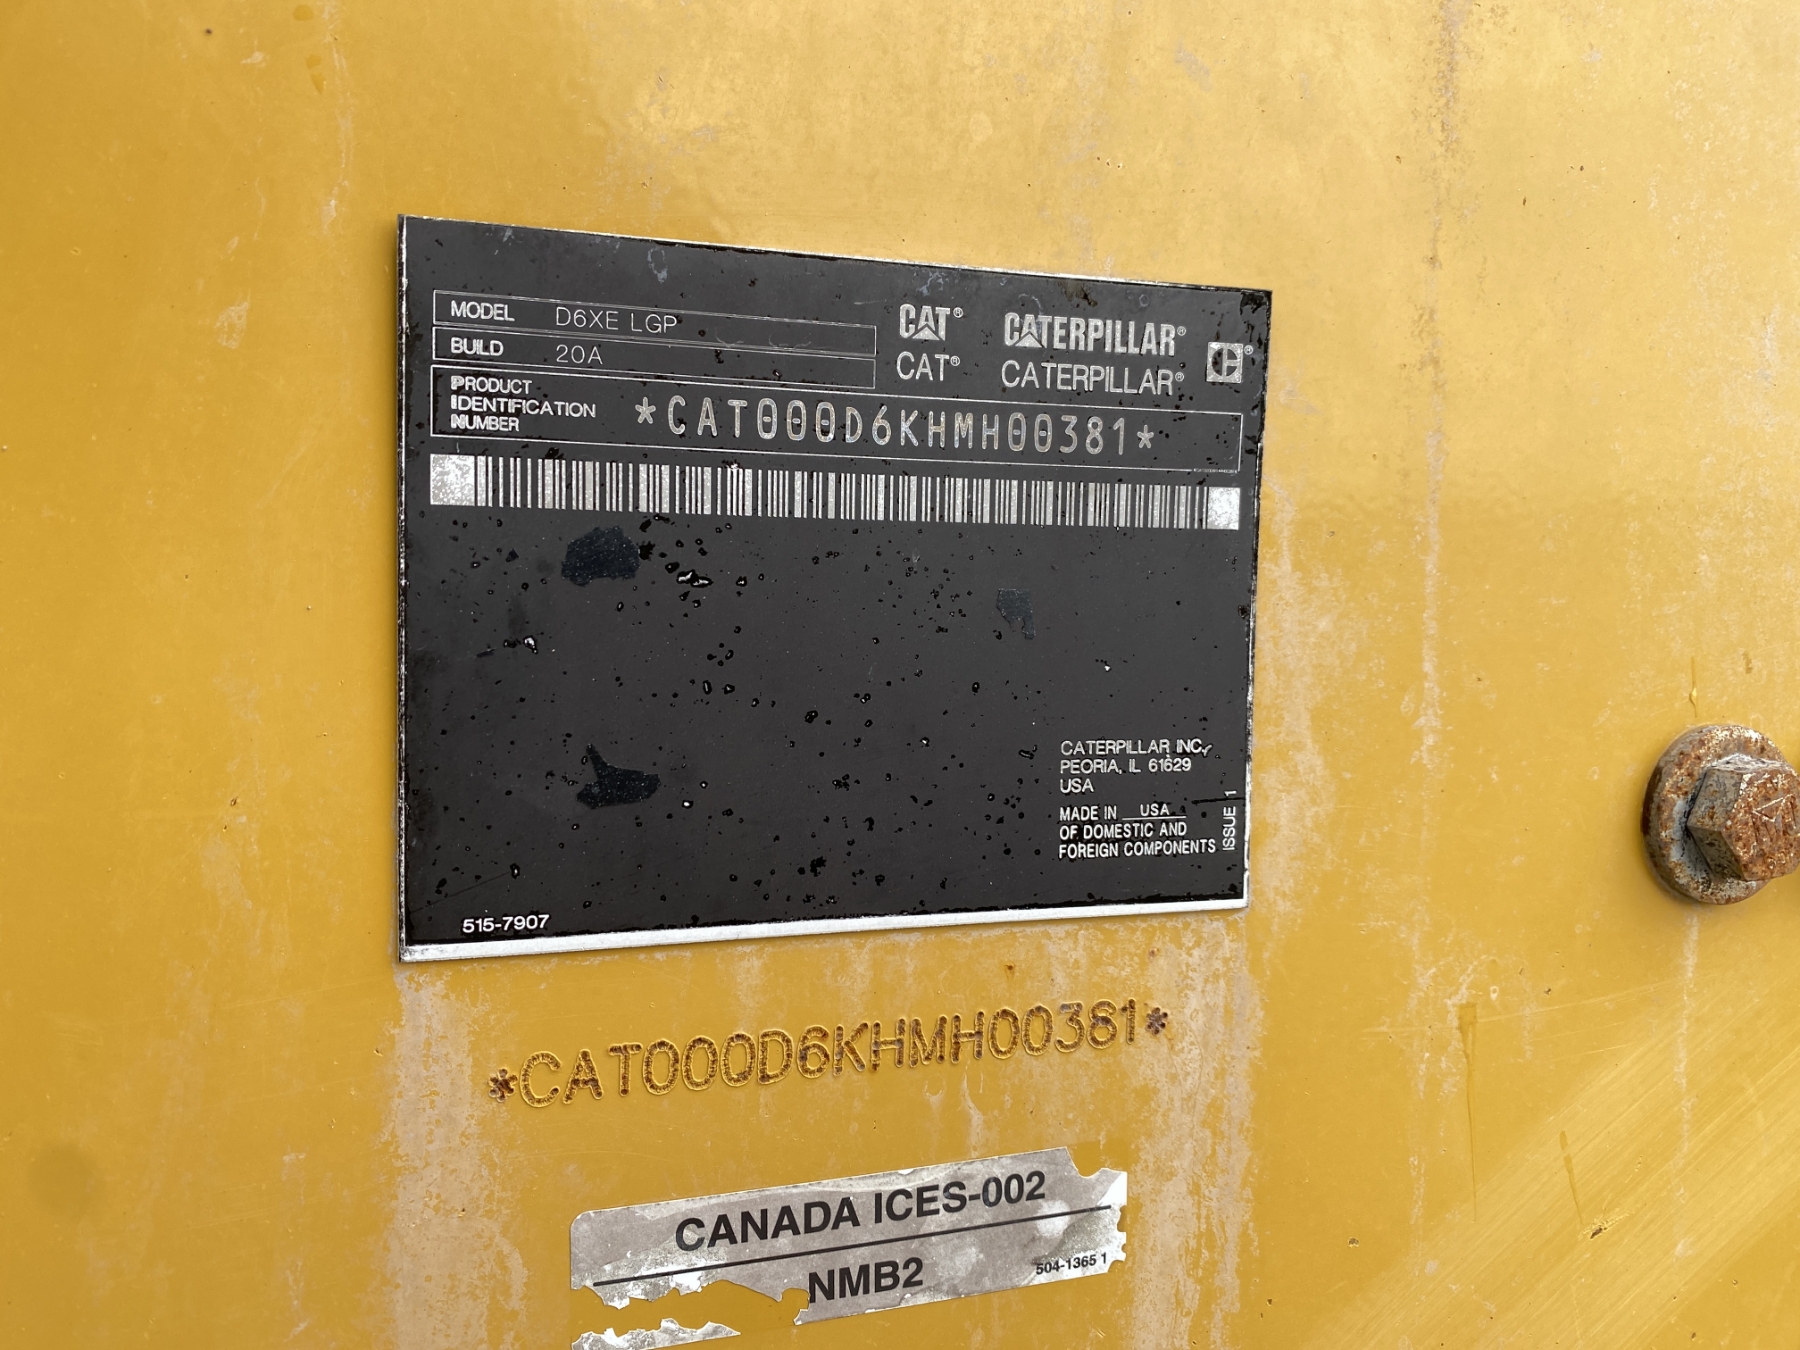 MODEL D6XE LGP
BUILD 20A
CAT® CATERPILLAR®
CAT® CATERPILLAR®
PRODUCT
IDENTIFICATION
NUMBER
*CAT000D6KHMH00381*
CATERPILLAR INC.
PEORIA, IL 61629
USA
MADE IN USA
OF DOMESTIC AND
FOREIGN COMPONENTS
ISSUE 1
515-7907
*CAT000D6KHMH00381*
CANADA ICES-002
NMB2
504-1365 1